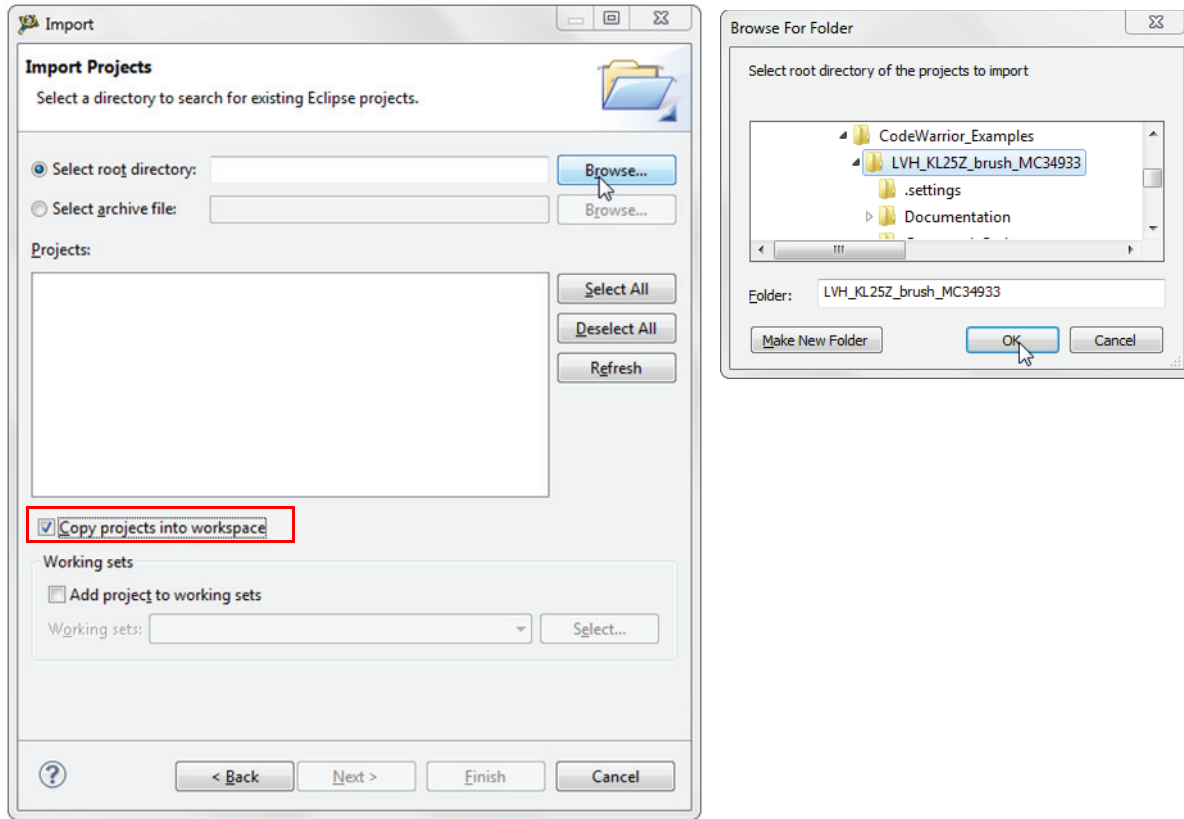 Import
Import Projects
Select a directory to search for existing Eclipse projects.
Select root directory:
Browse...
Select archive file:
Browse...
Projects:
Select All
Deselect All
Refresh
Copy projects into workspace
Working sets
Add project to working sets
Working sets:
Select...
?
< Back
Next >
Finish
Cancel
Browse For Folder
Select root directory of the projects to import
CodeWarrior_Examples
LVH_KL25Z_brush_MC34933
.settings
Documentation
Folder:
LVH_KL25Z_brush_MC34933
Make New Folder
OK
Cancel